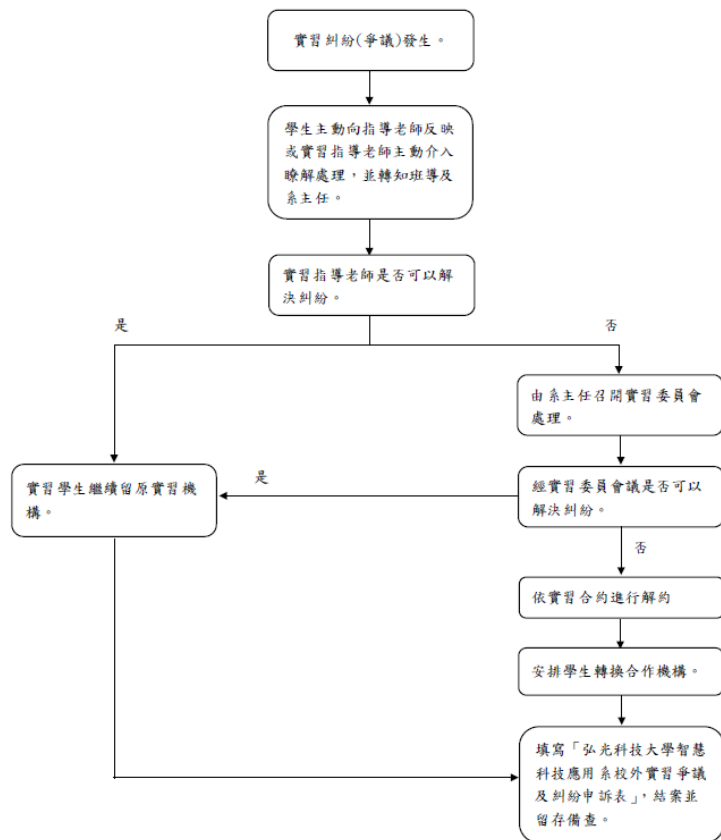 實習糾紛(爭議)發生。
學生主動向指導老師反映
或實習指導老師主動介入
瞭解處理，並轉知班導及
系主任。
實習指導老師是否可以解
決糾紛。
是
否
由系主任召開實習委員會
處理。
實習學生繼續留原實習機
構。
是
經實習委員會議是否可以
解決糾紛。
否
依實習合約進行解約
安排學生轉換合作機構。
填寫「弘光科技大學智慧
科技應用系校外實習爭議
及糾紛申訴表」，結案並
留存備查。